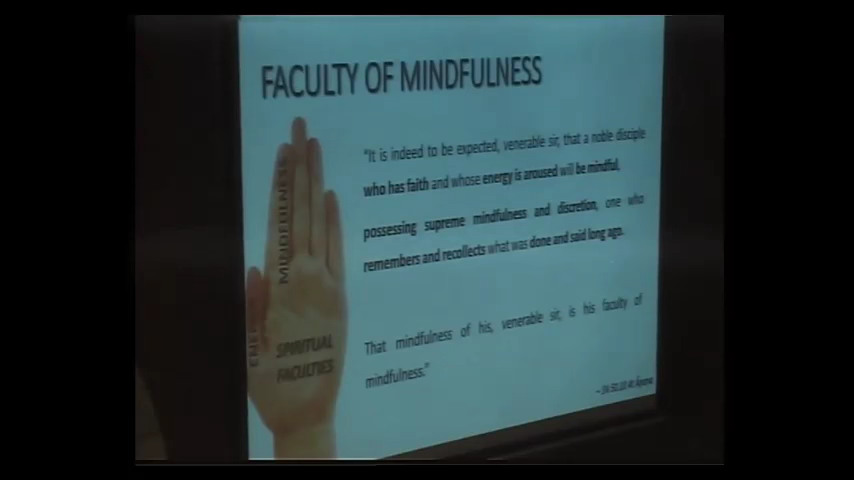 FACULTY OF MINDFULNESS
"It is indeed to be expected, venerable sir, that a noble disciple
who has faith and whose energy is aroused will be mindful,
possessing supreme mindfulness and discretion, one who
remembers and recollects what was done and said long ago.
That mindfulness of his, venerable sir, is his faculty of
mindfulness."
MINDFULNESS
SPIRITUAL
FACULTIES